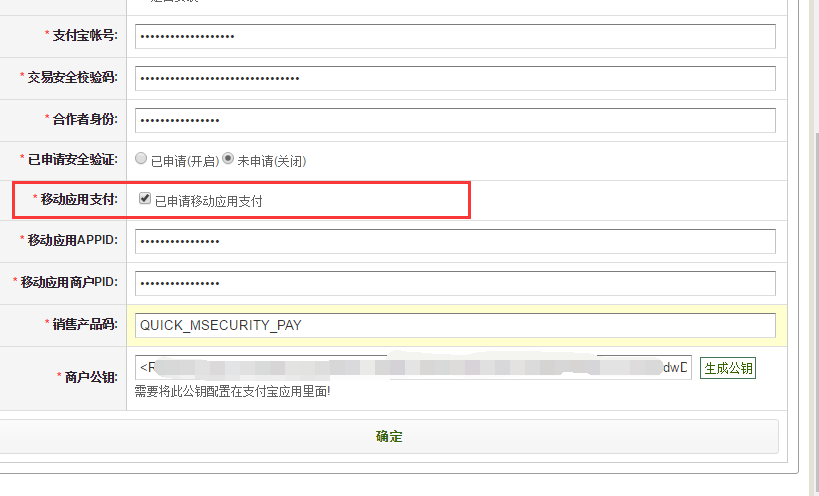 * 支付宝帐号:
* 交易安全校验码:
* 合作者身份:
* 已申请安全验证: 已申请(开启) 未申请(关闭)
* 移动应用支付: 已申请移动应用支付
* 移动应用APPID:
* 移动应用商户PID:
* 销售产品码: QUICK_MSECURITY_PAY
* 商户公钥: <R dwD 生成公钥
需要将此公钥配置在支付宝应用里面!
确定